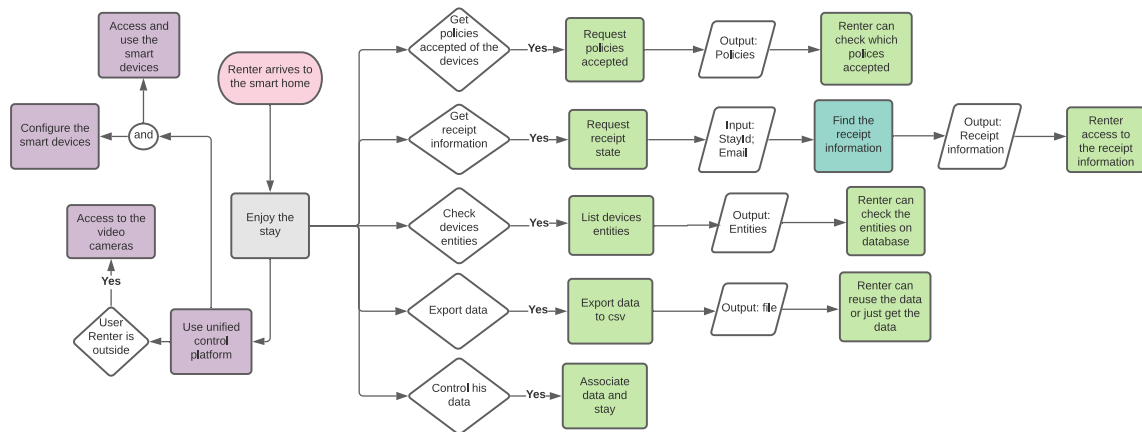 Access and
use the
smart
devices
Configure the
smart devices
and
Access to the
video
cameras
Yes
User
Renter is
outside
Use unified
control
platform
Renter arrives to
the smart home
Enjoy the
stay
Get
policies
accepted of the
devices
Yes
Request
policies
accepted
Output:
Policies
Renter can
check which
polices
accepted
Get
receipt
information
Yes
Request
receipt
state
Input:
StayId;
Email
Find the
receipt
information
Output:
Receipt
information
Renter
access to
the receipt
information
Check
devices
entities
Yes
List devices
entities
Output:
Entities
Renter can
check the
entities on
database
Export data
Yes
Export data
to csv
Output: file
Renter can
reuse the data
or just get the
data
Control his
data
Yes
Associate
data and
stay